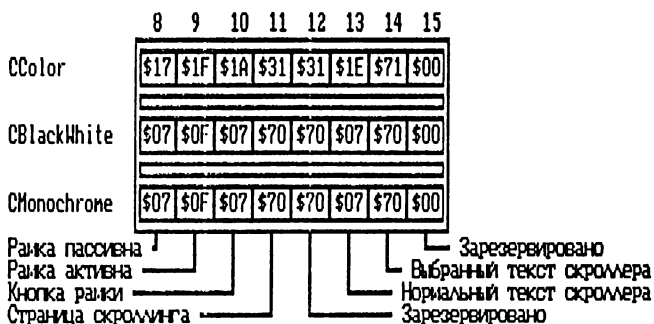 8 9 10 11 12 13 14 15
CColor $17 $1F $1A $31 $31 $1E $71 $00
CBlackWhite $07 $0F $07 $70 $70 $07 $70 $00
CMonochrome $07 $0F $07 $70 $70 $07 $70 $00
Рамка пассивна Зарезервировано
Рамка активна Выбранный текст скроллера
Кнопка рамки Нормальный текст скроллера
Страница скроллинга Зарезервировано